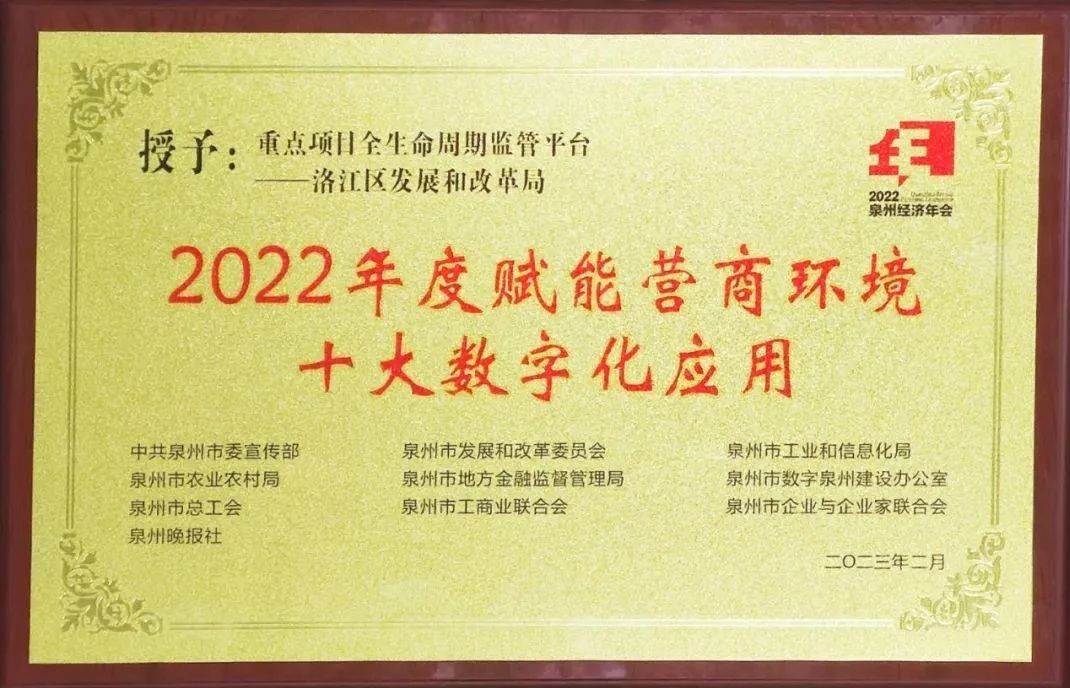 授予：
重点项目全生命周期监管平台
——洛江区发展和改革局
2022
泉州经济年会
2022年度赋能营商环境
十大数字化应用
中共泉州市委宣传部 泉州市发展和改革委员会 泉州市工业和信息化局
泉州市农业农村局 泉州市地方金融监督管理局 泉州市数字泉州建设办公室
泉州市总工会 泉州市工商业联合会 泉州市企业与企业家联合会
泉州晚报社
二〇二三年二月